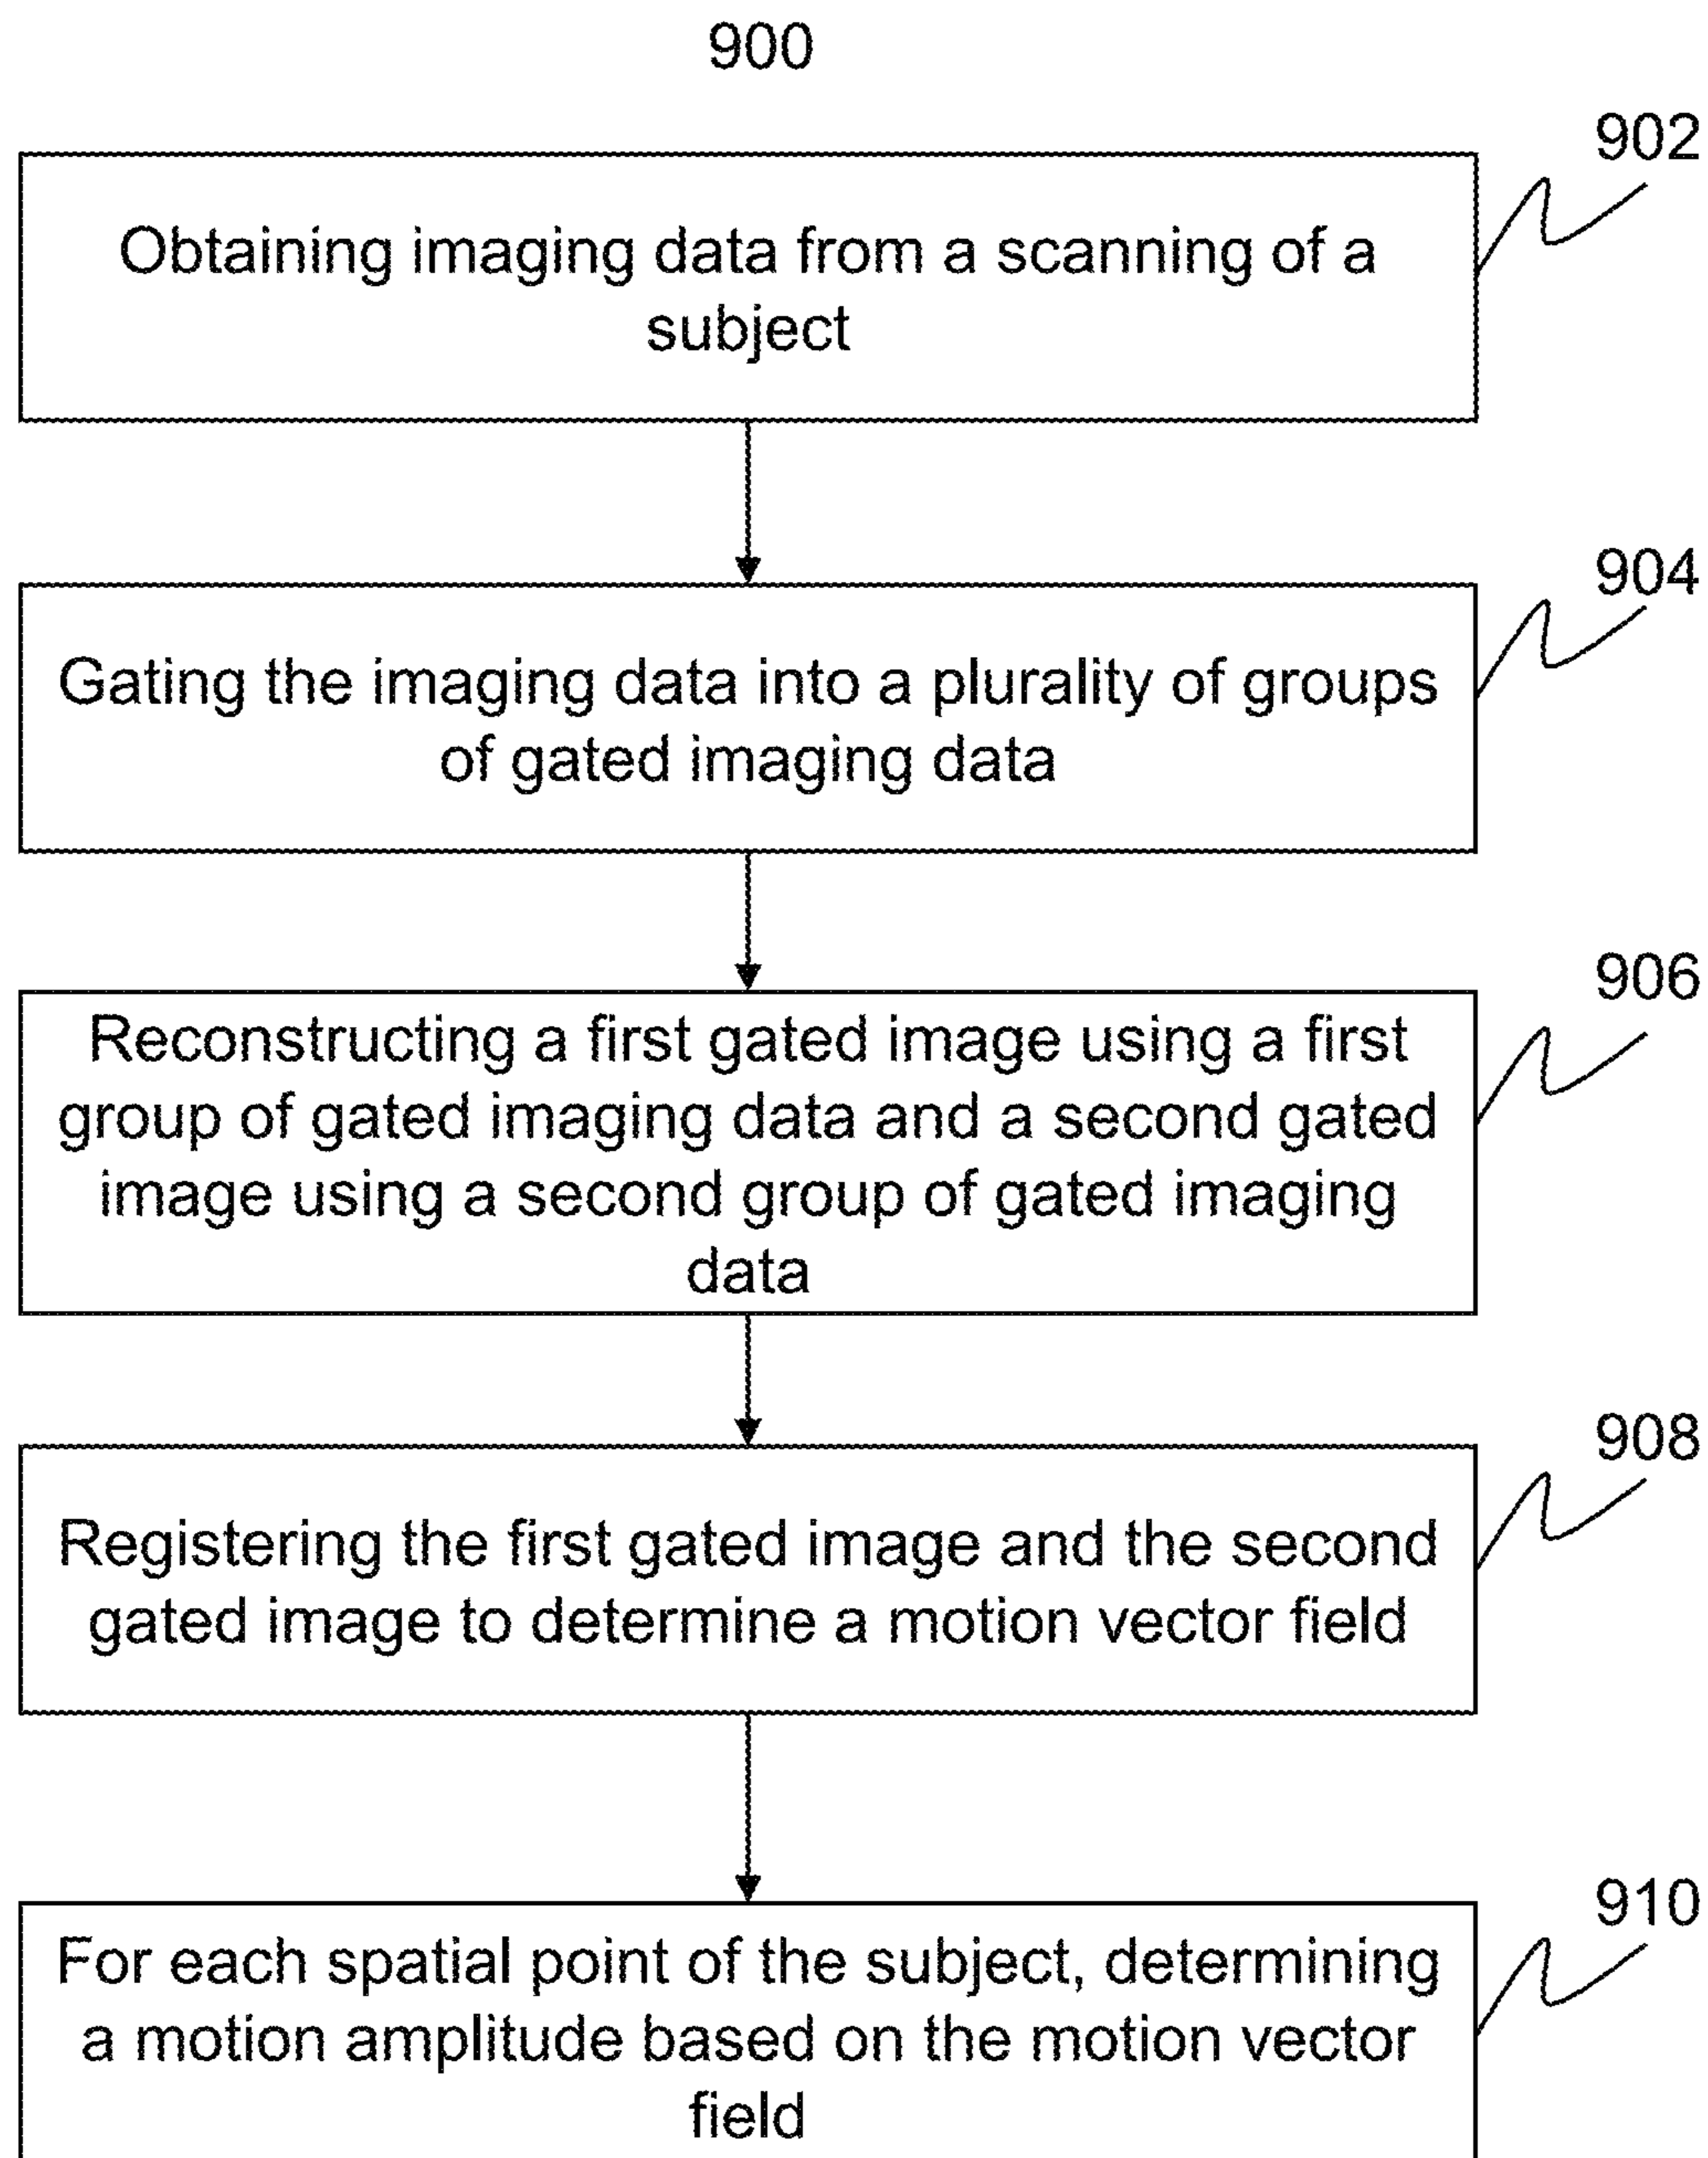 900
902
Obtaining imaging data from a scanning of a
subject
904
Gating the imaging data into a plurality of groups
of gated imaging data
906
Reconstructing a first gated image using a first
group of gated imaging data and a second gated
image using a second group of gated imaging
data
908
Registering the first gated image and the second
gated image to determine a motion vector field
910
For each spatial point of the subject, determining
a motion amplitude based on the motion vector
field